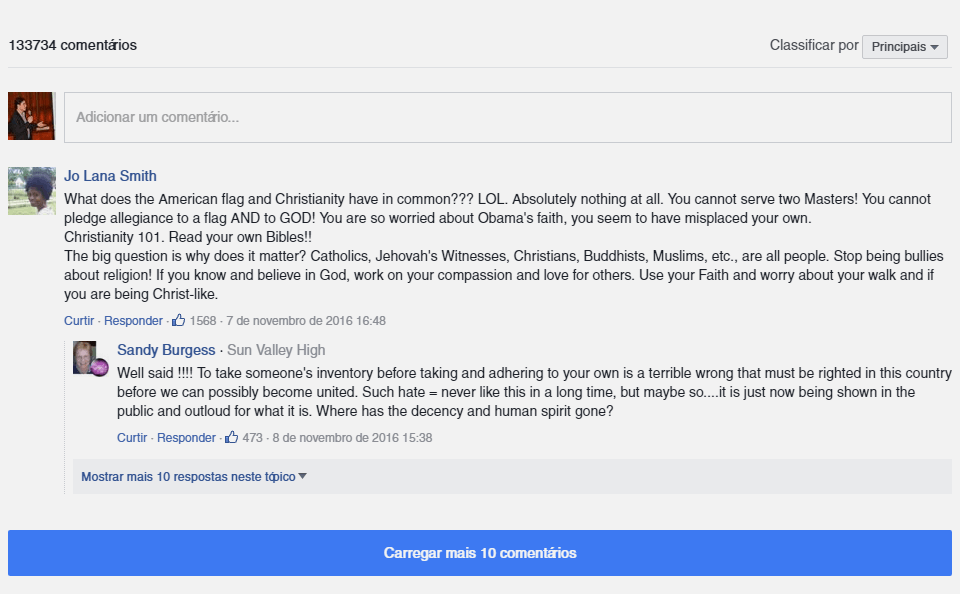 133734 comentários
Classificar por Principais
Adicionar um comentário...
Jo Lana Smith
What does the American flag and Christianity have in common??? LOL. Absolutely nothing at all. You cannot serve two Masters! You cannot
pledge allegiance to a flag AND to GOD! You are so worried about Obama's faith, you seem to have misplaced your own.
Christianity 101. Read your own Bibles!!
The big question is why does it matter? Catholics, Jehovah's Witnesses, Christians, Buddhists, Muslims, etc., are all people. Stop being bullies
about religion! If you know and believe in God, work on your compassion and love for others. Use your Faith and worry about your walk and if
you are being Christ-like.
Curtir · Responder · 1568 · 7 de novembro de 2016 16:48
Sandy Burgess · Sun Valley High
Well said !!!! To take someone's inventory before taking and adhering to your own is a terrible wrong that must be righted in this country
before we can possibly become united. Such hate = never like this in a long time, but maybe so....it is just now being shown in the
public and outloud for what it is. Where has the decency and human spirit gone?
Curtir · Responder · 473 · 8 de novembro de 2016 15:38
Mostrar mais 10 respostas neste tópico
Carregar mais 10 comentários